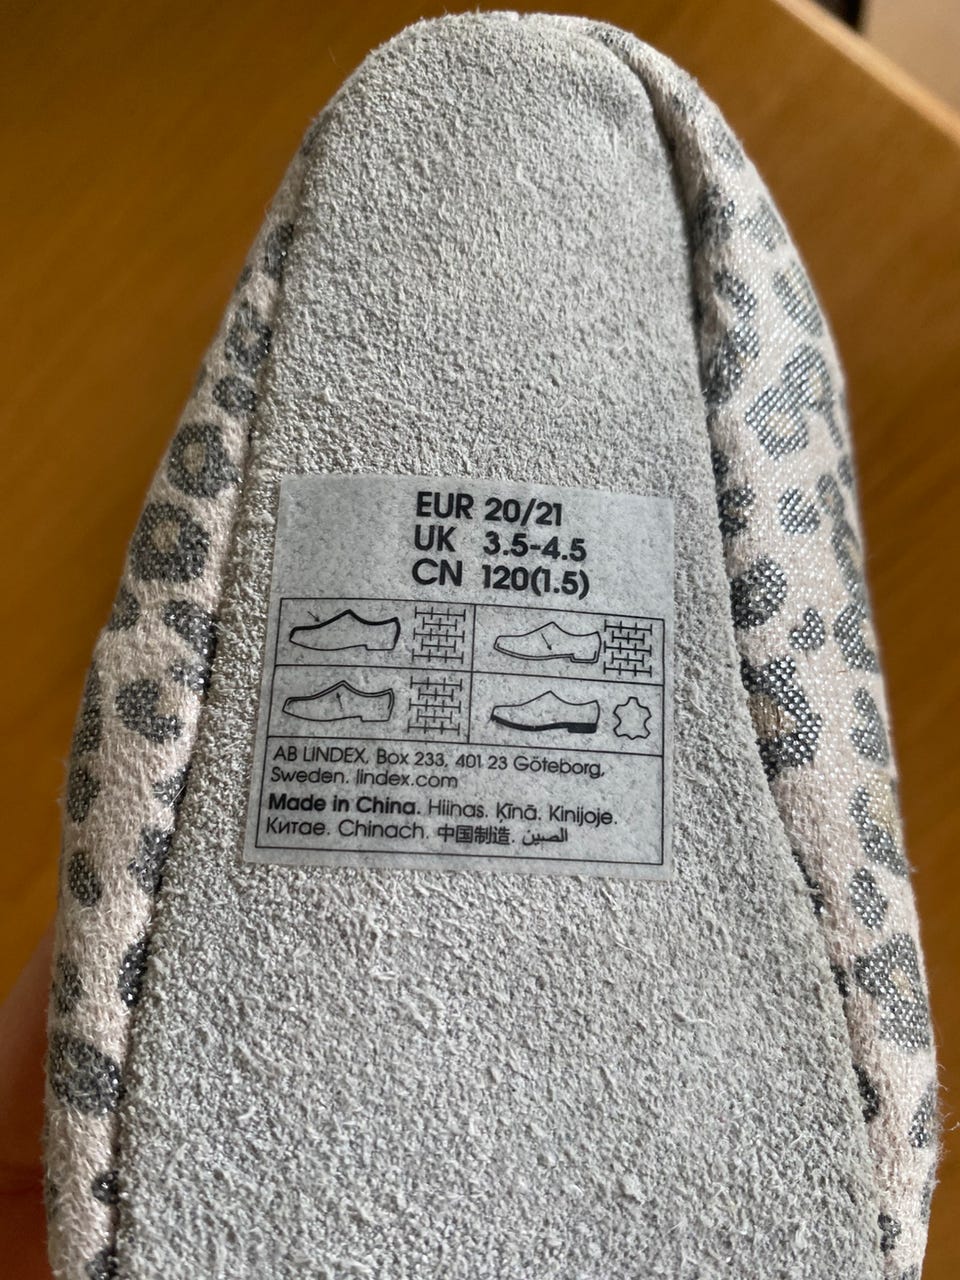 EUR 20/21
UK 3.5-4.5
CN 120(1.5)
AB LINDEX, Box 233, 401 23 Göteborg,
Sweden. lindex.com
Made in China. Hiinas. Ķīnā. Kinijoje.
Китае. Chinach. 中国制造. الصين